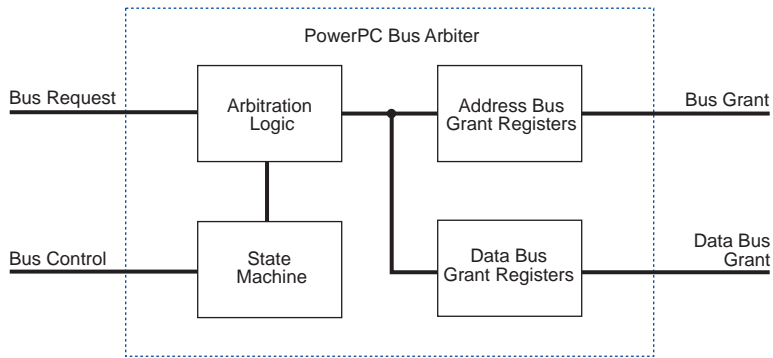 PowerPC Bus Arbiter
Bus Request
Arbitration
Logic
Address Bus
Grant Registers
Bus Grant
Bus Control
State
Machine
Data Bus
Grant Registers
Data Bus
Grant